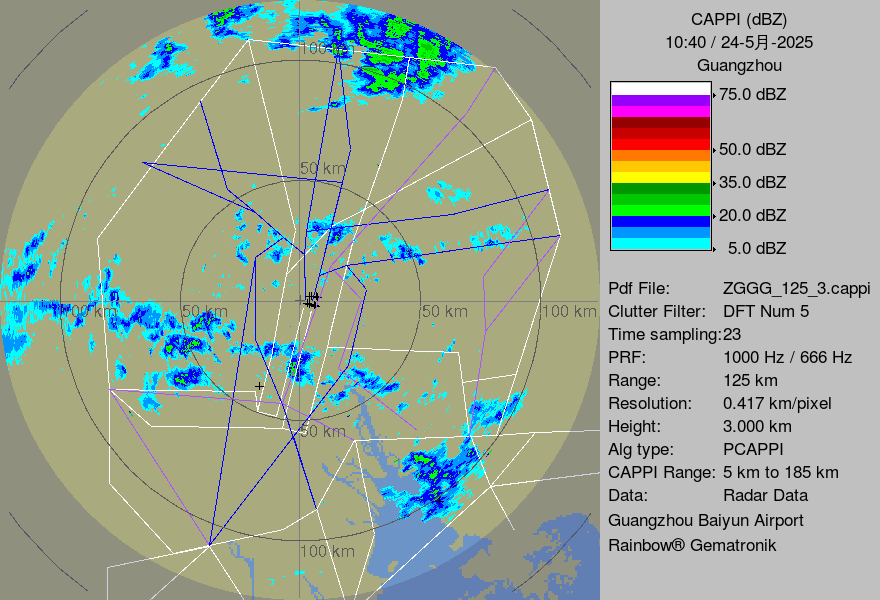 CAPPI (dBZ)
10:40 / 24-5月-2025
Guangzhou
75.0 dBZ
50.0 dBZ
35.0 dBZ
20.0 dBZ
5.0 dBZ
Pdf File: ZGGG_125_3.cappi
Clutter Filter: DFT Num 5
Time sampling:23
PRF: 1000 Hz / 666 Hz
Range: 125 km
Resolution: 0.417 km/pixel
Height: 3.000 km
Alg type: PCAPPI
CAPPI Range: 5 km to 185 km
Data: Radar Data
Guangzhou Baiyun Airport
Rainbow® Gematronik
100 km
50 km
100 km
50 km
50 km
100 km
50 km
100 km